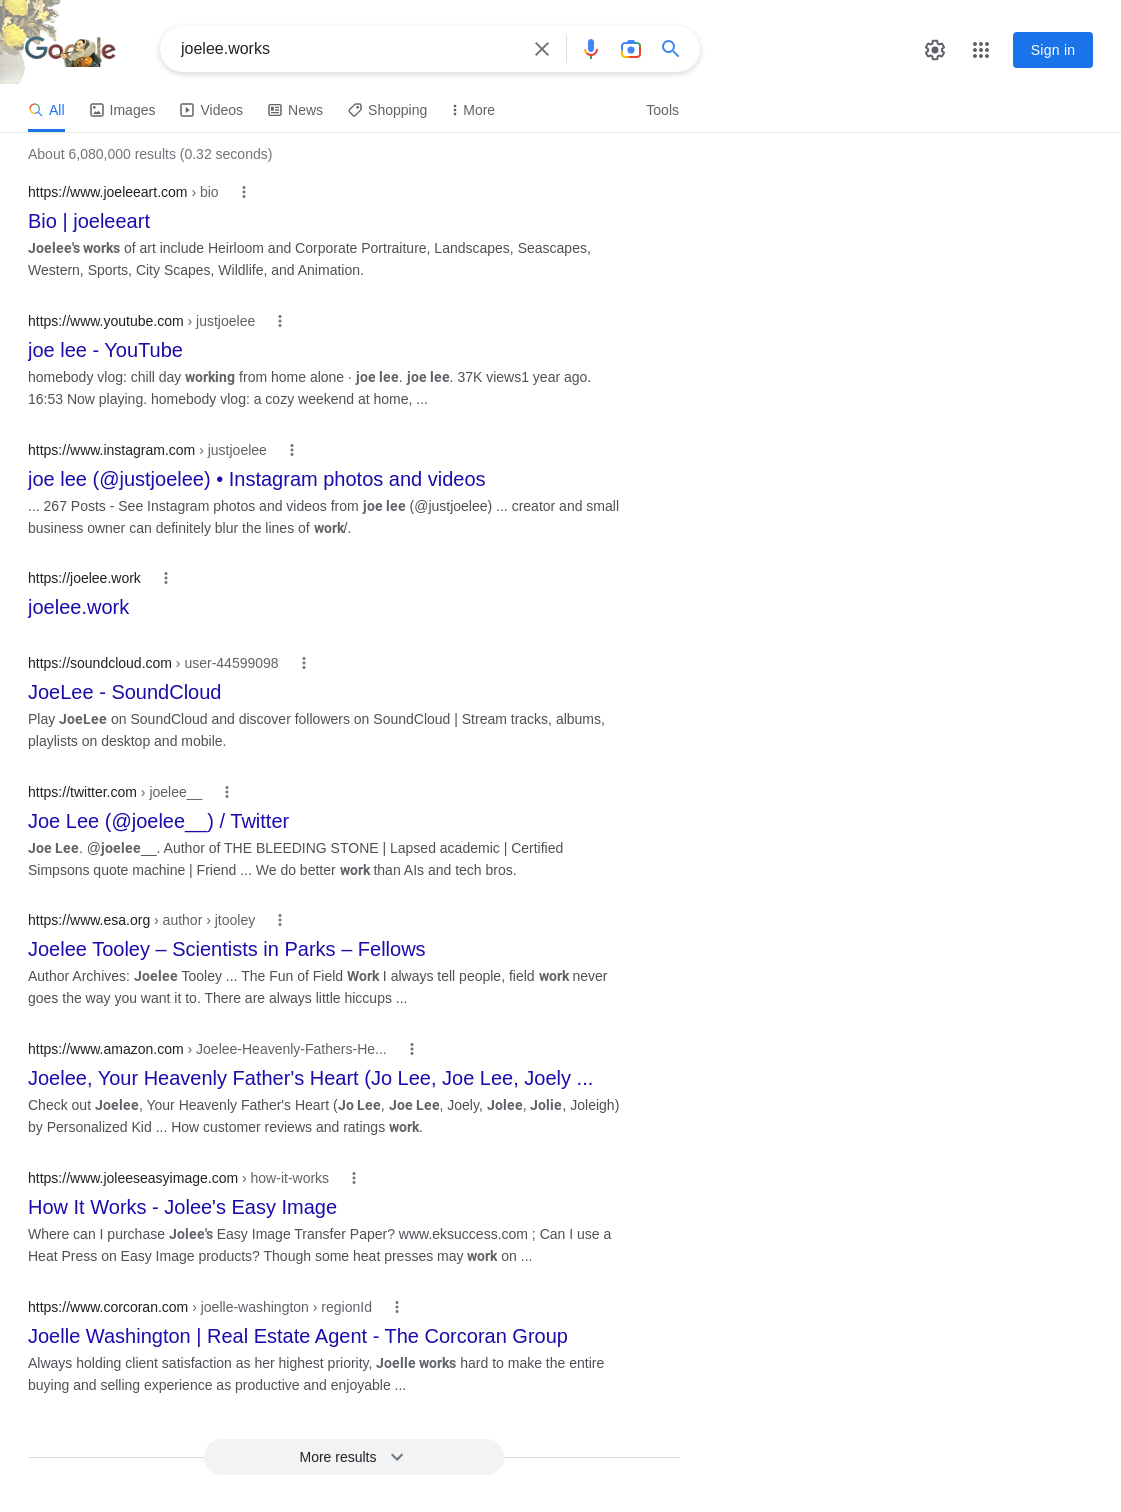 Google
joelee.works
Sign in
All
Images
Videos
News
Shopping
More
Tools
About 6,080,000 results (0.32 seconds)
https://www.joeleeart.com › bio
Bio | joeleeart
Joelee's works of art include Heirloom and Corporate Portraiture, Landscapes, Seascapes,
Western, Sports, City Scapes, Wildlife, and Animation.
https://www.youtube.com › justjoelee
joe lee - YouTube
homebody vlog: chill day working from home alone · joe lee. joe lee. 37K views1 year ago.
16:53 Now playing. homebody vlog: a cozy weekend at home, ...
https://www.instagram.com › justjoelee
joe lee (@justjoelee) • Instagram photos and videos
... 267 Posts - See Instagram photos and videos from joe lee (@justjoelee) ... creator and small
business owner can definitely blur the lines of work/.
https://joelee.work
joelee.work
https://soundcloud.com › user-44599098
JoeLee - SoundCloud
Play JoeLee on SoundCloud and discover followers on SoundCloud | Stream tracks, albums,
playlists on desktop and mobile.
https://twitter.com › joelee__
Joe Lee (@joelee__) / Twitter
Joe Lee. @joelee__. Author of THE BLEEDING STONE | Lapsed academic | Certified
Simpsons quote machine | Friend ... We do better work than AIs and tech bros.
https://www.esa.org › author › jtooley
Joelee Tooley – Scientists in Parks – Fellows
Author Archives: Joelee Tooley ... The Fun of Field Work I always tell people, field work never
goes the way you want it to. There are always little hiccups ...
https://www.amazon.com › Joelee-Heavenly-Fathers-He...
Joelee, Your Heavenly Father's Heart (Jo Lee, Joe Lee, Joely ...
Check out Joelee, Your Heavenly Father's Heart (Jo Lee, Joe Lee, Joely, Jolee, Jolie, Joleigh)
by Personalized Kid ... How customer reviews and ratings work.
https://www.joleeseasyimage.com › how-it-works
How It Works - Jolee's Easy Image
Where can I purchase Jolee's Easy Image Transfer Paper? www.eksuccess.com ; Can I use a
Heat Press on Easy Image products? Though some heat presses may work on ...
https://www.corcoran.com › joelle-washington › regionId
Joelle Washington | Real Estate Agent - The Corcoran Group
Always holding client satisfaction as her highest priority, Joelle works hard to make the entire
buying and selling experience as productive and enjoyable ...
More results